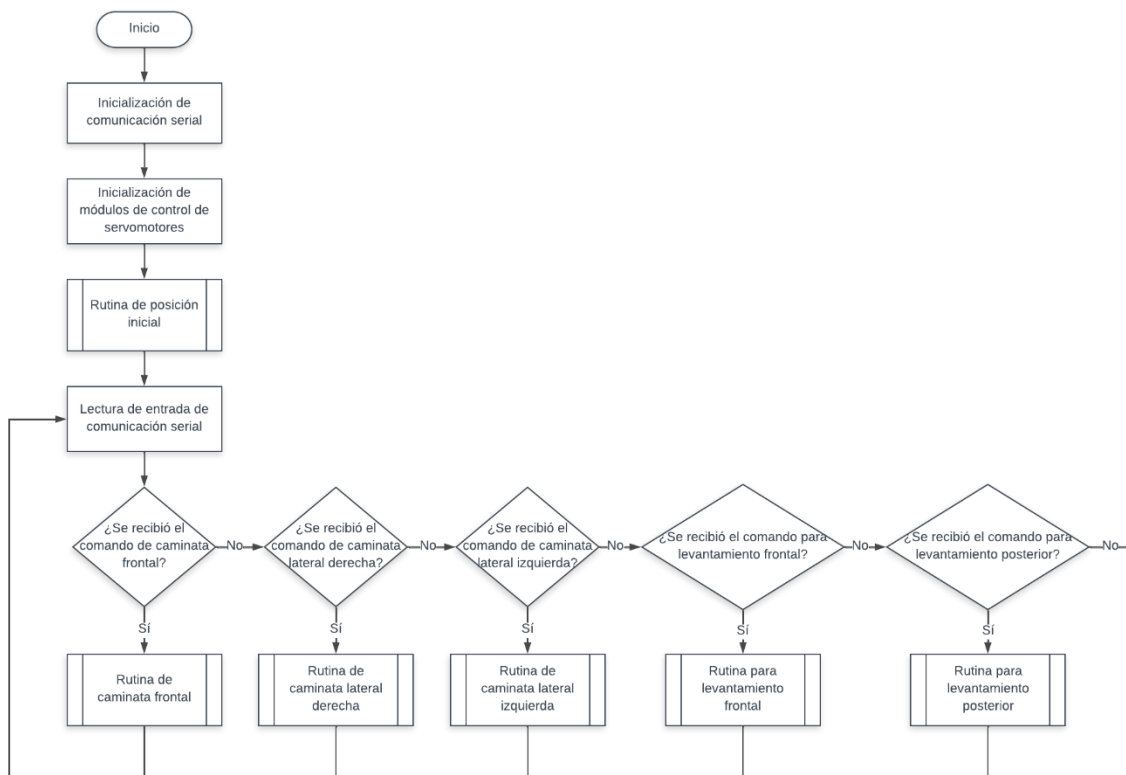 Inicio
Inicialización de
comunicación serial
Inicialización de
módulos de control de
servomotores
Rutina de posición
inicial
Lectura de entrada de
comunicación serial
¿Se recibió el
comando de caminata
frontal?
No
¿Se recibió el
comando de caminata
lateral derecha?
No
¿Se recibió el
comando de caminata
lateral izquierda?
No
¿Se recibió el comando para
levantamiento frontal?
No
¿Se recibió el comando para
levantamiento posterior?
No
Sí
Sí
Sí
Sí
Sí
Rutina de
caminata frontal
Rutina de
caminata lateral
derecha
Rutina de
caminata lateral
izquierda
Rutina para
levantamiento
frontal
Rutina para
levantamiento
posterior